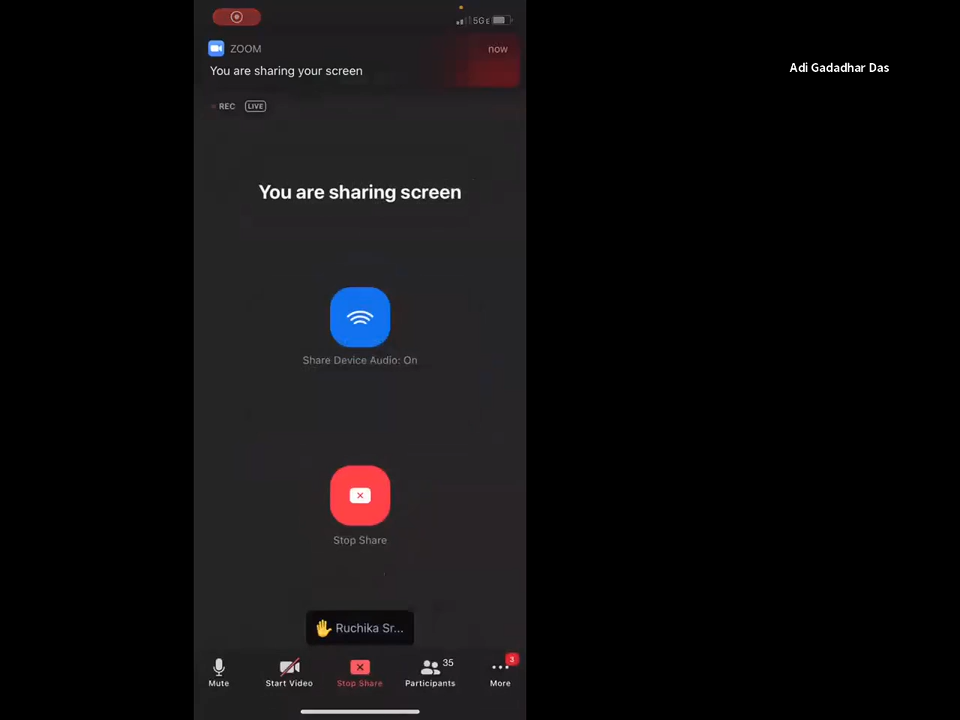 5GE
ZOOM
now
You are sharing your screen
Adi Gadadhar Das
REC
LIVE
You are sharing screen
Share Device Audio: On
Stop Share
Ruchika Sr...
35
3
Mute
Start Video
Stop Share
Participants
More